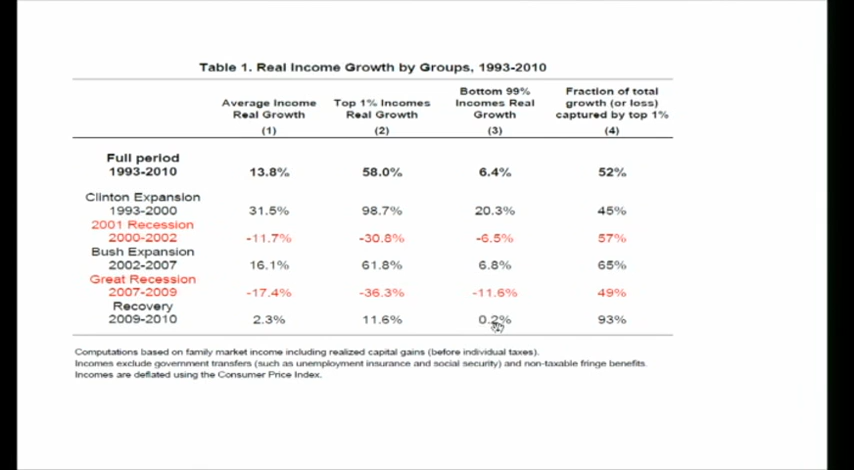 Table 1. Real Income Growth by Groups, 1993-2010
Average Income Real Growth
Top 1% Incomes Real Growth
Bottom 99% Incomes Real Growth
Fraction of total growth (or loss) captured by top 1%
(1) (2) (3) (4)
Full period
1993-2010 13.8% 58.0% 6.4% 52%
Clinton Expansion
1993-2000 31.5% 98.7% 20.3% 45%
2001 Recession
2000-2002 -11.7% -30.8% -6.5% 57%
Bush Expansion
2002-2007 16.1% 61.8% 6.8% 65%
Great Recession
2007-2009 -17.4% -36.3% -11.6% 49%
Recovery
2009-2010 2.3% 11.6% 0.2% 93%
Computations based on family market income including realized capital gains (before individual taxes).
Incomes exclude government transfers (such as unemployment insurance and social security) and non-taxable fringe benefits.
Incomes are deflated using the Consumer Price Index.